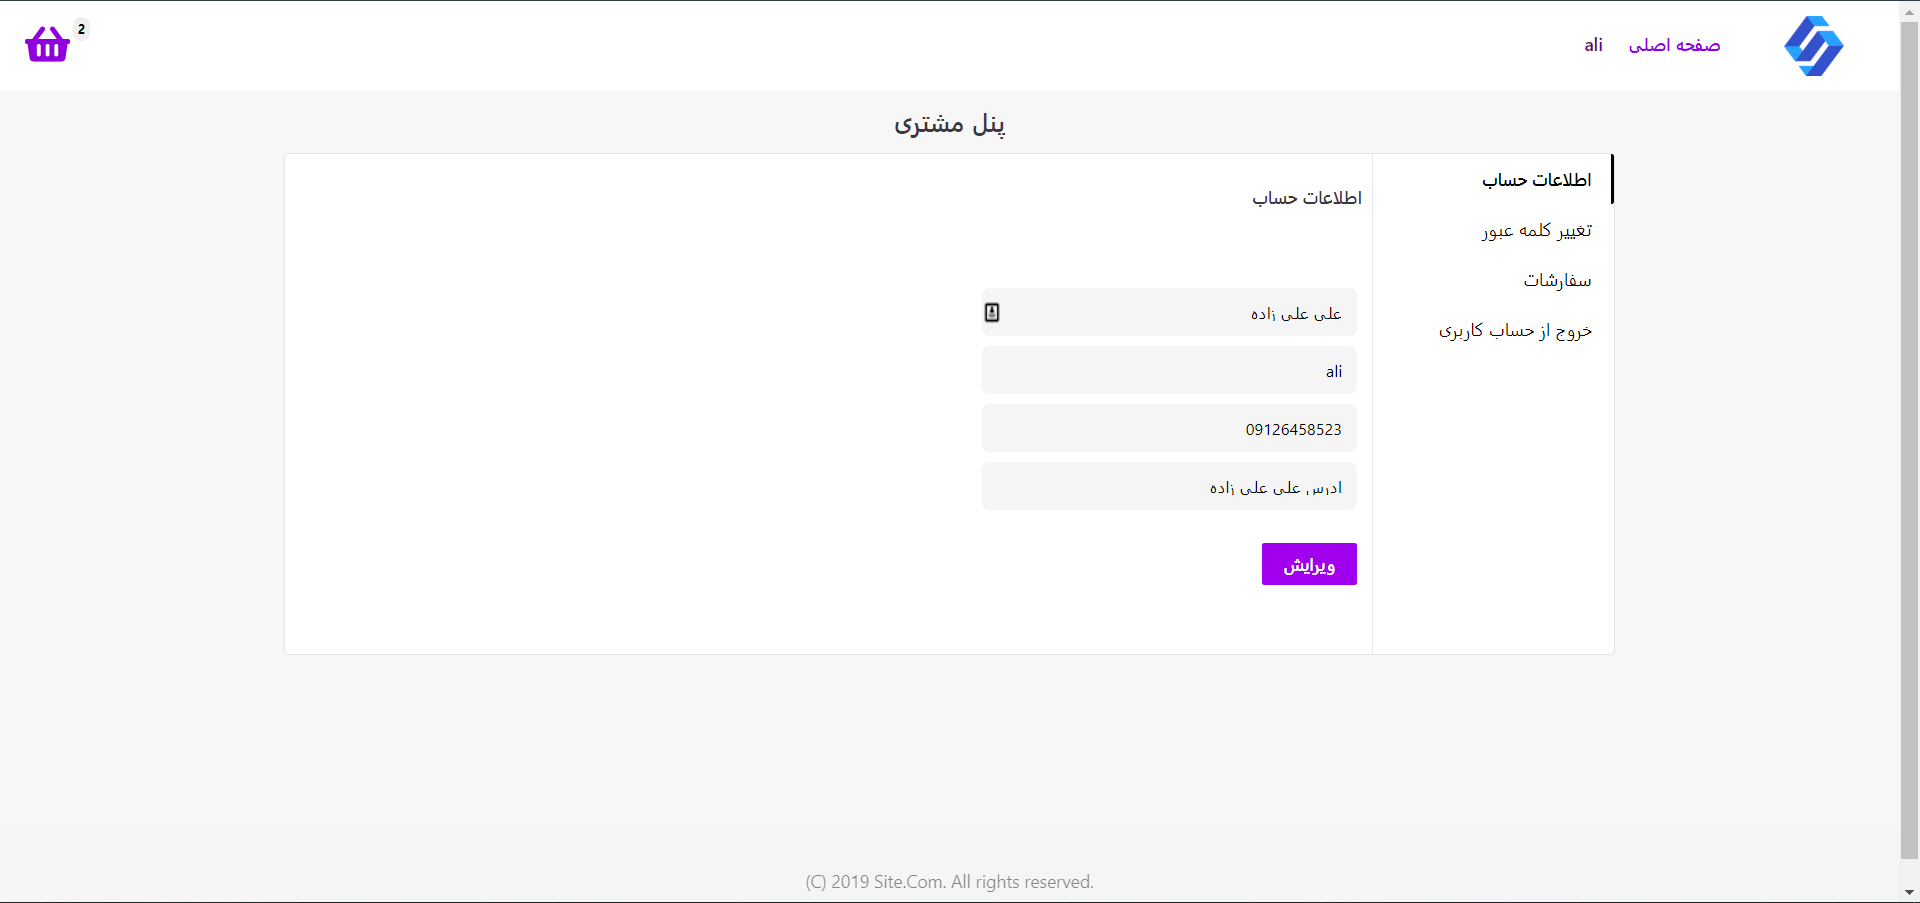 صفحه اصلی
ali
2
پنل مشتری
اطلاعات حساب
تغییر کلمه عبور
سفارشات
خروج از حساب کاربری
اطلاعات حساب
علی علی زاده
ali
09126458523
ادرس علی علی زاده
ویرایش
(C) 2019 Site.Com. All rights reserved.